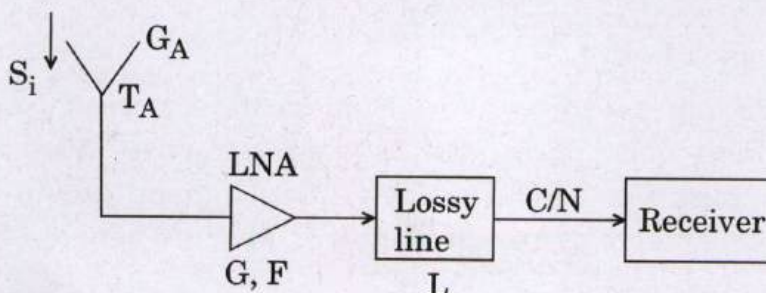 G_A
S_i
T_A
LNA
Lossy line
C/N
Receiver
G, F
L